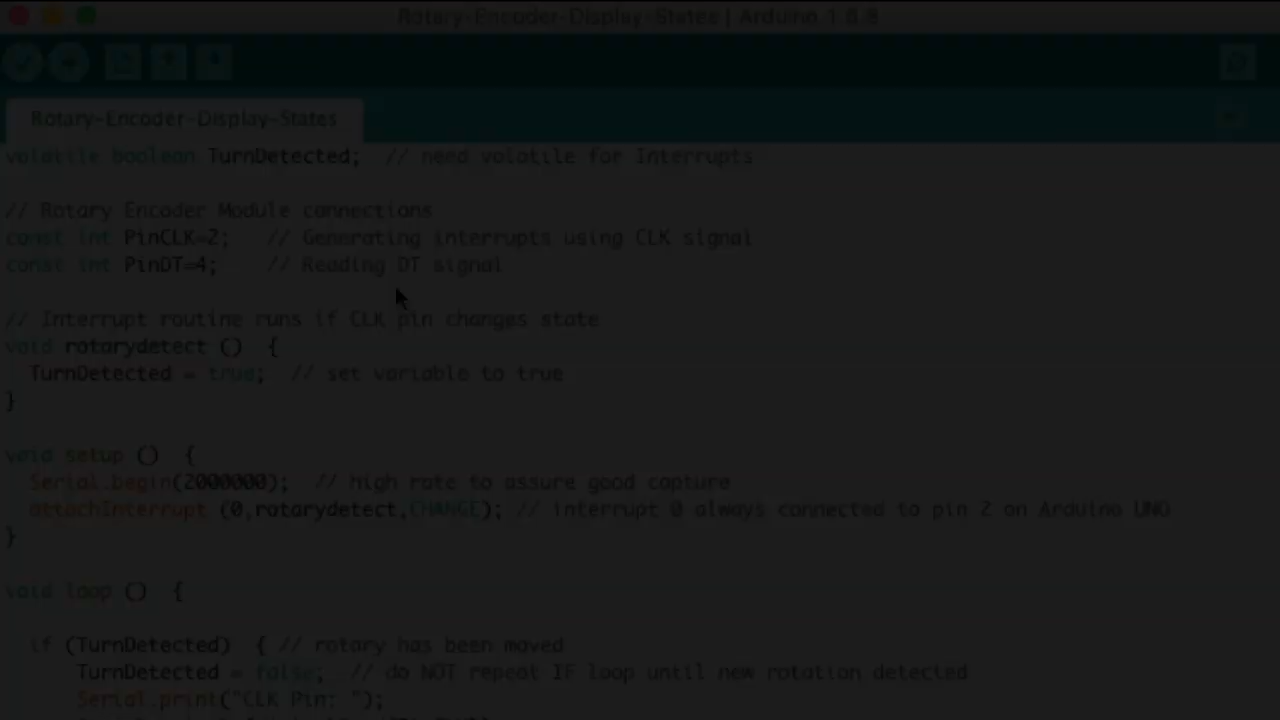 Rotary-Encoder-Display-States | Arduino 1.8.8
Rotary-Encoder-Display-States
volatile boolean TurnDetected;  // need volatile for Interrupts
// Rotary Encoder Module connections
const int PinCLK=2;   // Generating interrupts using CLK signal
const int PinDT=4;    // Reading DT signal
// Interrupt routine runs if CLK pin changes state
void rotarydetect ()  {
  TurnDetected = true;  // set variable to true
}
void setup ()  {
  Serial.begin(2000000);  // high rate to assure good capture
  attachInterrupt (0,rotarydetect,CHANGE); // interrupt 0 always connected to pin 2 on Arduino UNO
}
void loop ()  {
  if (TurnDetected)  { // rotary has been moved
      TurnDetected = false;  // do NOT repeat IF loop until new rotation detected
      Serial.print("CLK Pin: ");